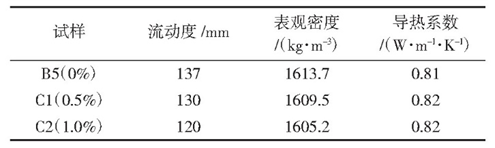 试样 流动度/mm 表观密度/(kg·m⁻³) 导热系数/(W·m⁻¹·K⁻¹)
B5(0%) 137 1613.7 0.81
C1(0.5%) 130 1609.5 0.82
C2(1.0%) 120 1605.2 0.82